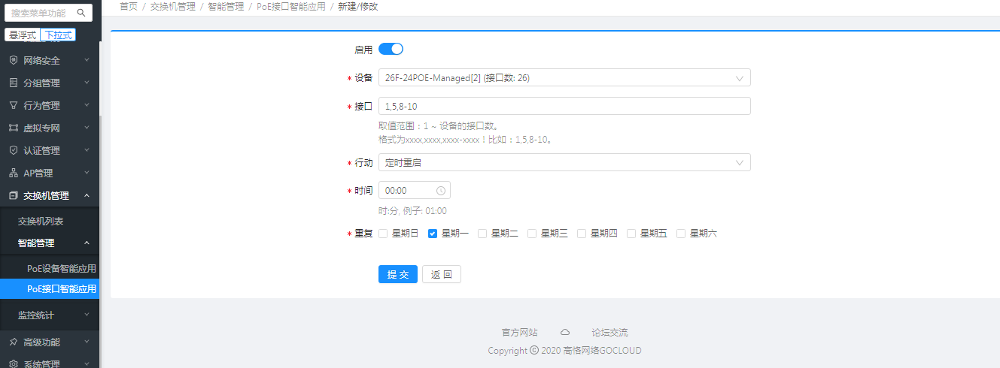 首页 / 交换机管理 / 智能管理 / PoE接口智能应用 / 新建/修改
搜索菜单功能
悬浮式 下拉式
网络安全
分组管理
行为管理
虚拟专网
认证管理
AP管理
交换机管理
交换机列表
智能管理
PoE设备智能应用
PoE接口智能应用
监控统计
高级功能
系统管理
启用
* 设备 26F-24POE-Managed[2] (接口数: 26)
* 接口 1,5,8-10
取值范围：1 ~ 设备的接口数。
格式为xxxx,xxxx,xxxx-xxxx！比如：1,5,8-10。
* 行动 定时重启
* 时间 00:00
时:分, 例子: 01:00
* 重复 星期日 星期一 星期二 星期三 星期四 星期五 星期六
提 交 返 回
官方网站 论坛交流
Copyright © 2020 高恪网络GOCLOUD